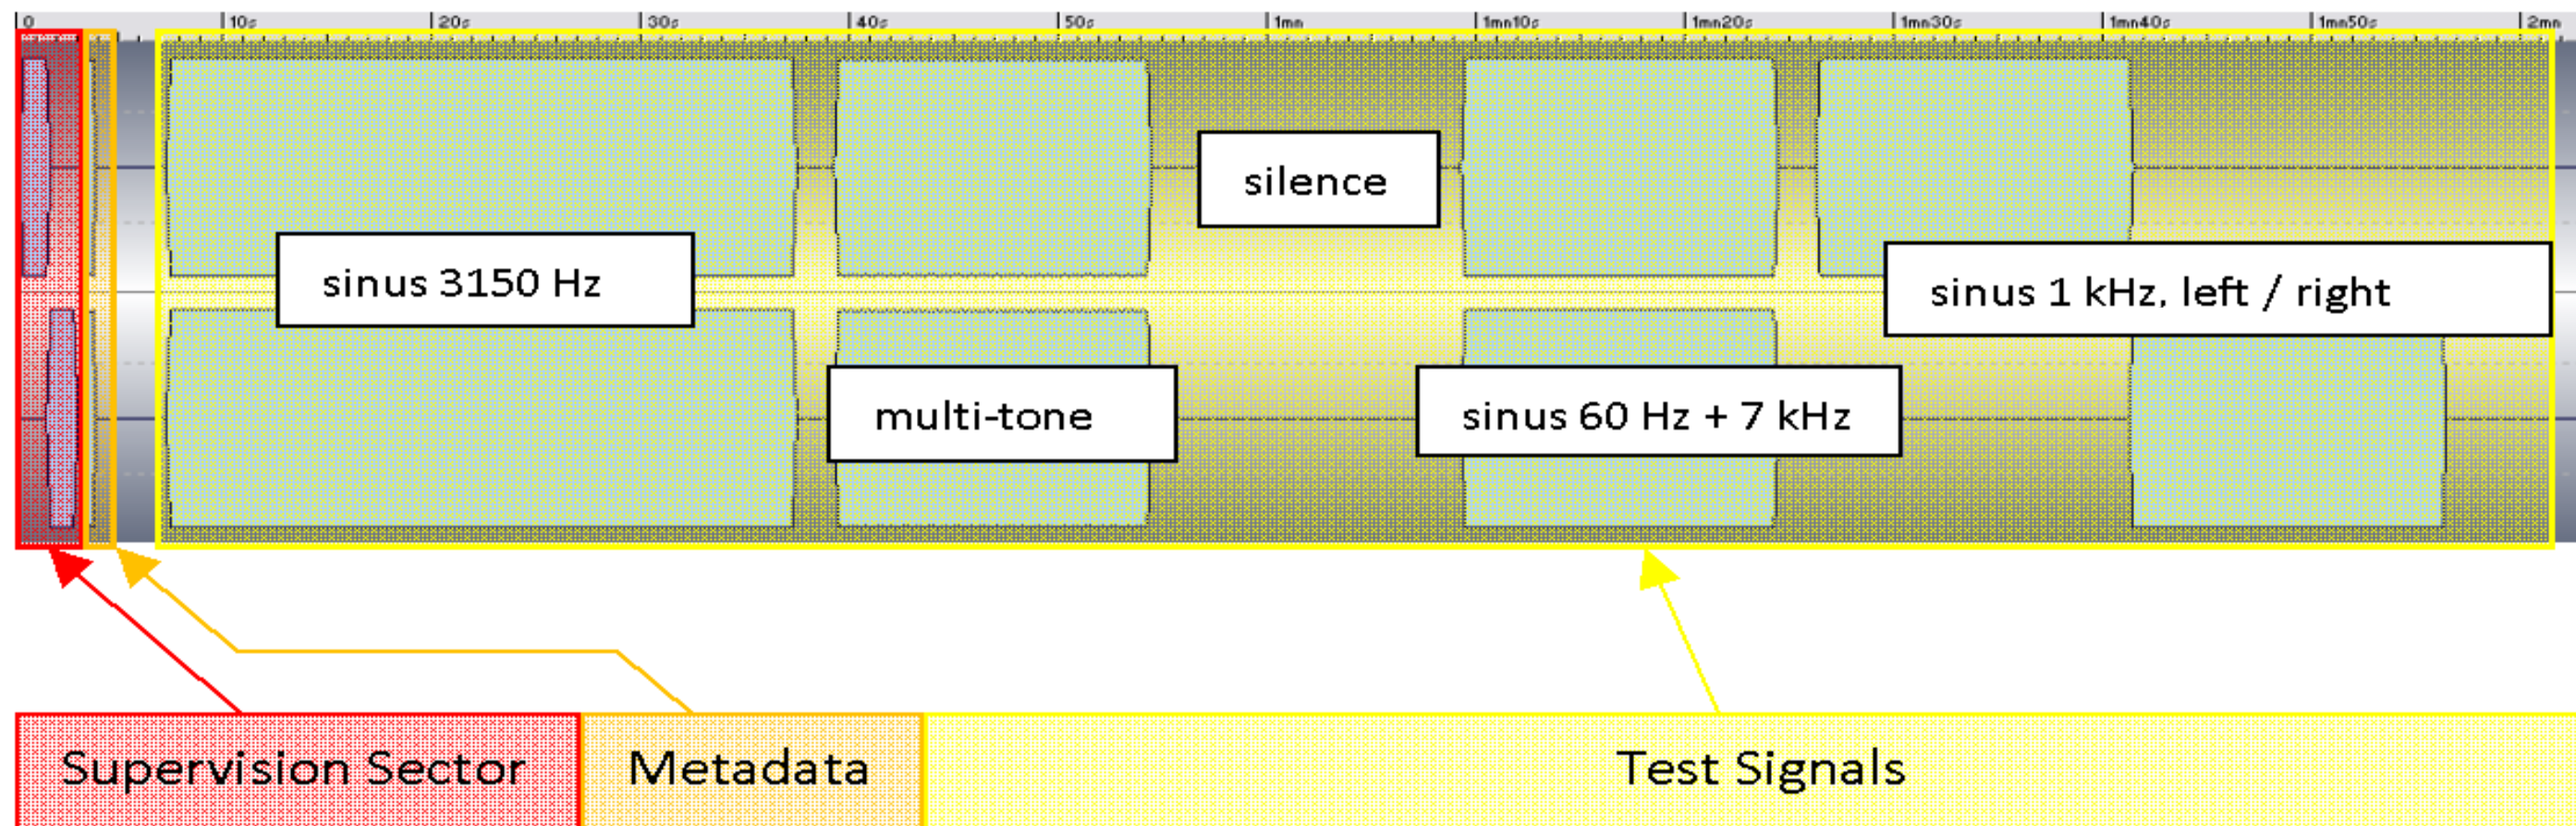 0 10s 20s 30s 40s 50s 1mn 1mn10s 1mn20s 1mn30s 1mn40s 1mn50s 2mn
silence
sinus 3150 Hz
sinus 1 kHz, left / right
multi-tone
sinus 60 Hz + 7 kHz
Supervision Sector
Metadata
Test Signals